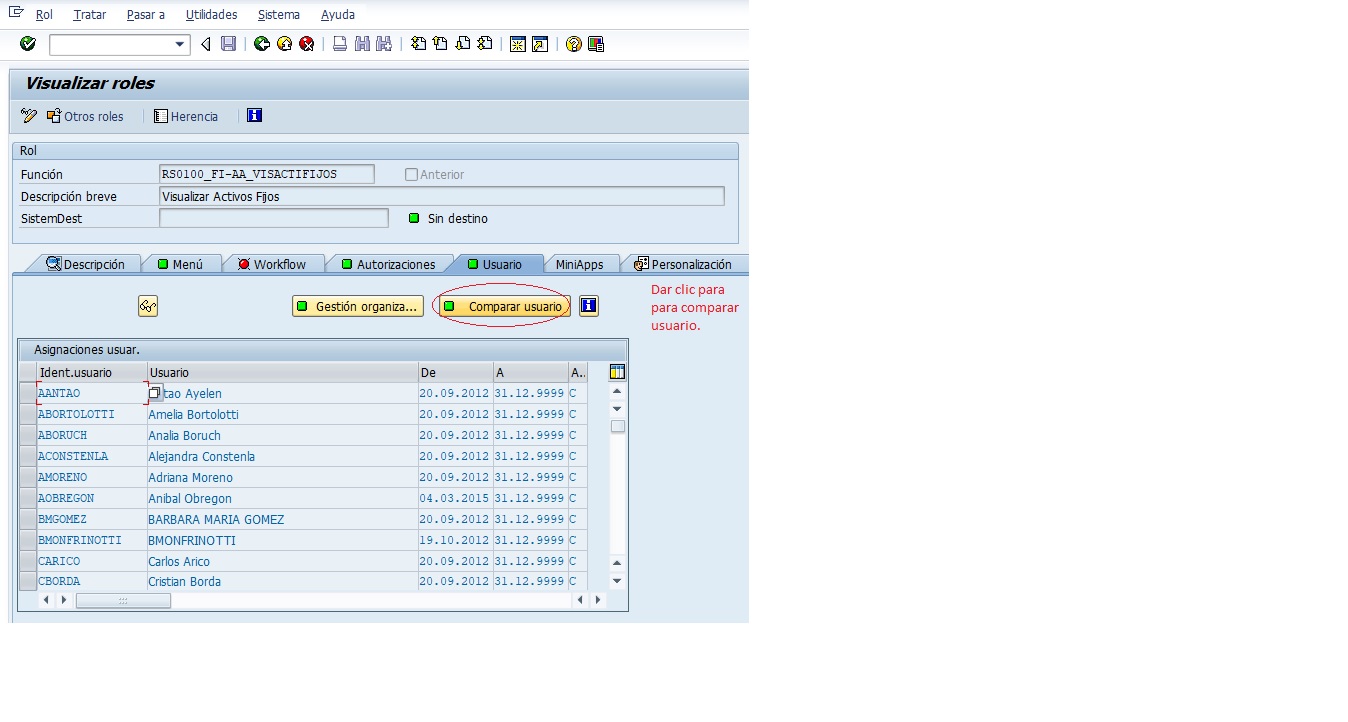 Rol Tratar Pasar a Utilidades Sistema Ayuda
Visualizar roles
Otros roles Herencia
Rol
Función RS0100_FI-AA_VISACTIFIJOS Anterior
Descripción breve Visualizar Activos Fijos
SistemDest Sin destino
Descripción Menú Workflow Autorizaciones Usuario MiniApps Personalización
Gestión organiza... Comparar usuario
Dar clic para
para comparar
usuario.
Asignaciones usuar.
Ident.usuario Usuario De A A..
AANTAO tao Ayelen 20.09.2012 31.12.9999 C
ABORTOLOTTI Amelia Bortolotti 20.09.2012 31.12.9999 C
ABORUCH Analia Boruch 20.09.2012 31.12.9999 C
ACONSTENLA Alejandra Constenla 20.09.2012 31.12.9999 C
AMORENO Adriana Moreno 20.09.2012 31.12.9999 C
AOBREGON Anibal Obregon 04.03.2015 31.12.9999 C
BMGOMEZ BARBARA MARIA GOMEZ 20.09.2012 31.12.9999 C
BMONFRINOTTI BMONFRINOTTI 19.10.2012 31.12.9999 C
CARICO Carlos Arico 20.09.2012 31.12.9999 C
CBORDA Cristian Borda 20.09.2012 31.12.9999 C